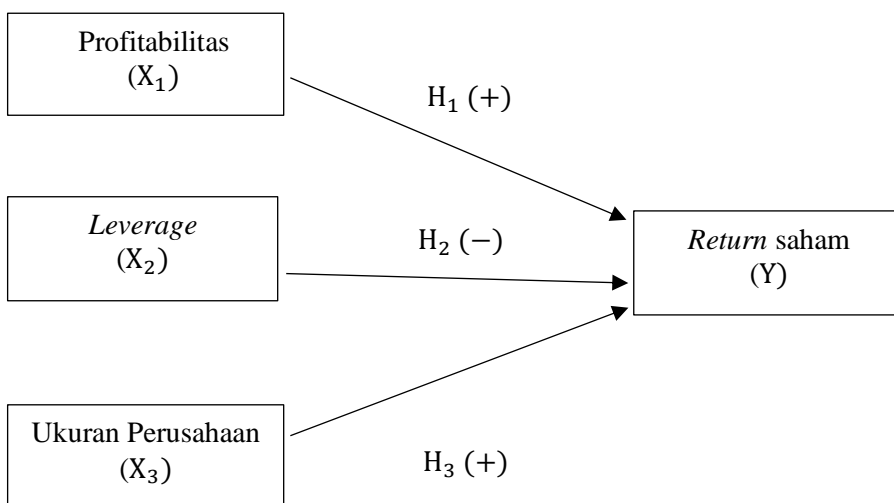 Profitabilitas
(X₁)
H₁ (+)
Leverage
(X₂)
H₂ (−)
Return saham
(Y)
Ukuran Perusahaan
(X₃)
H₃ (+)